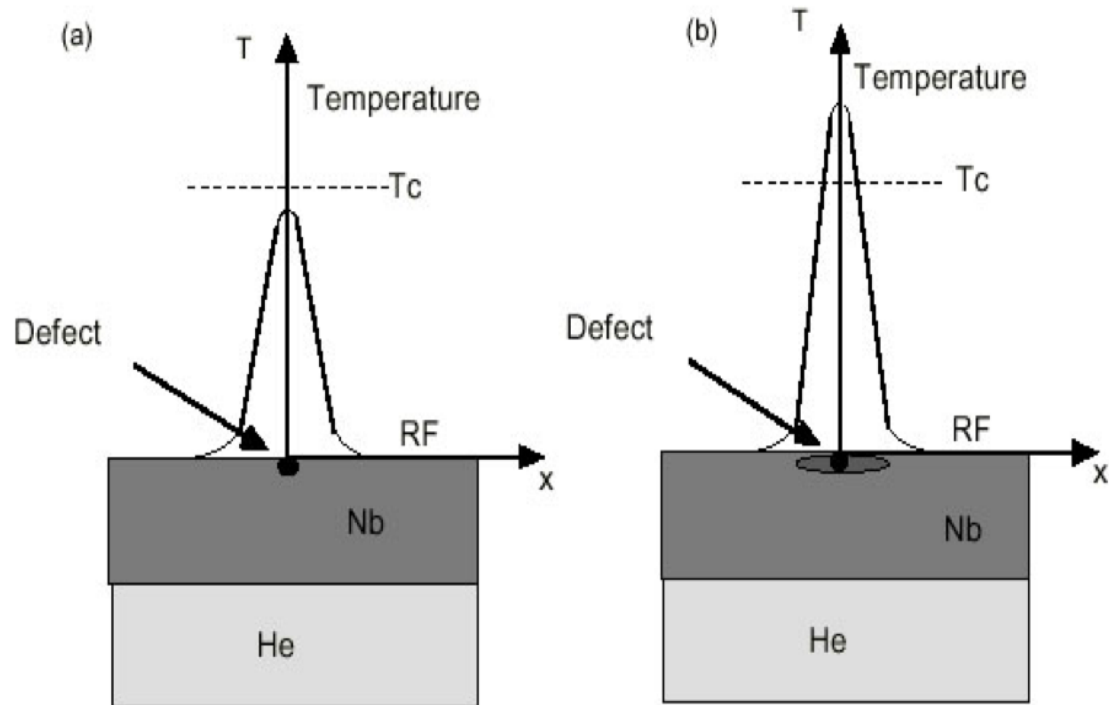 (a)
T
Temperature
Tc
Defect
RF
x
Nb
He
(b)
T
Temperature
Tc
Defect
RF
x
Nb
He